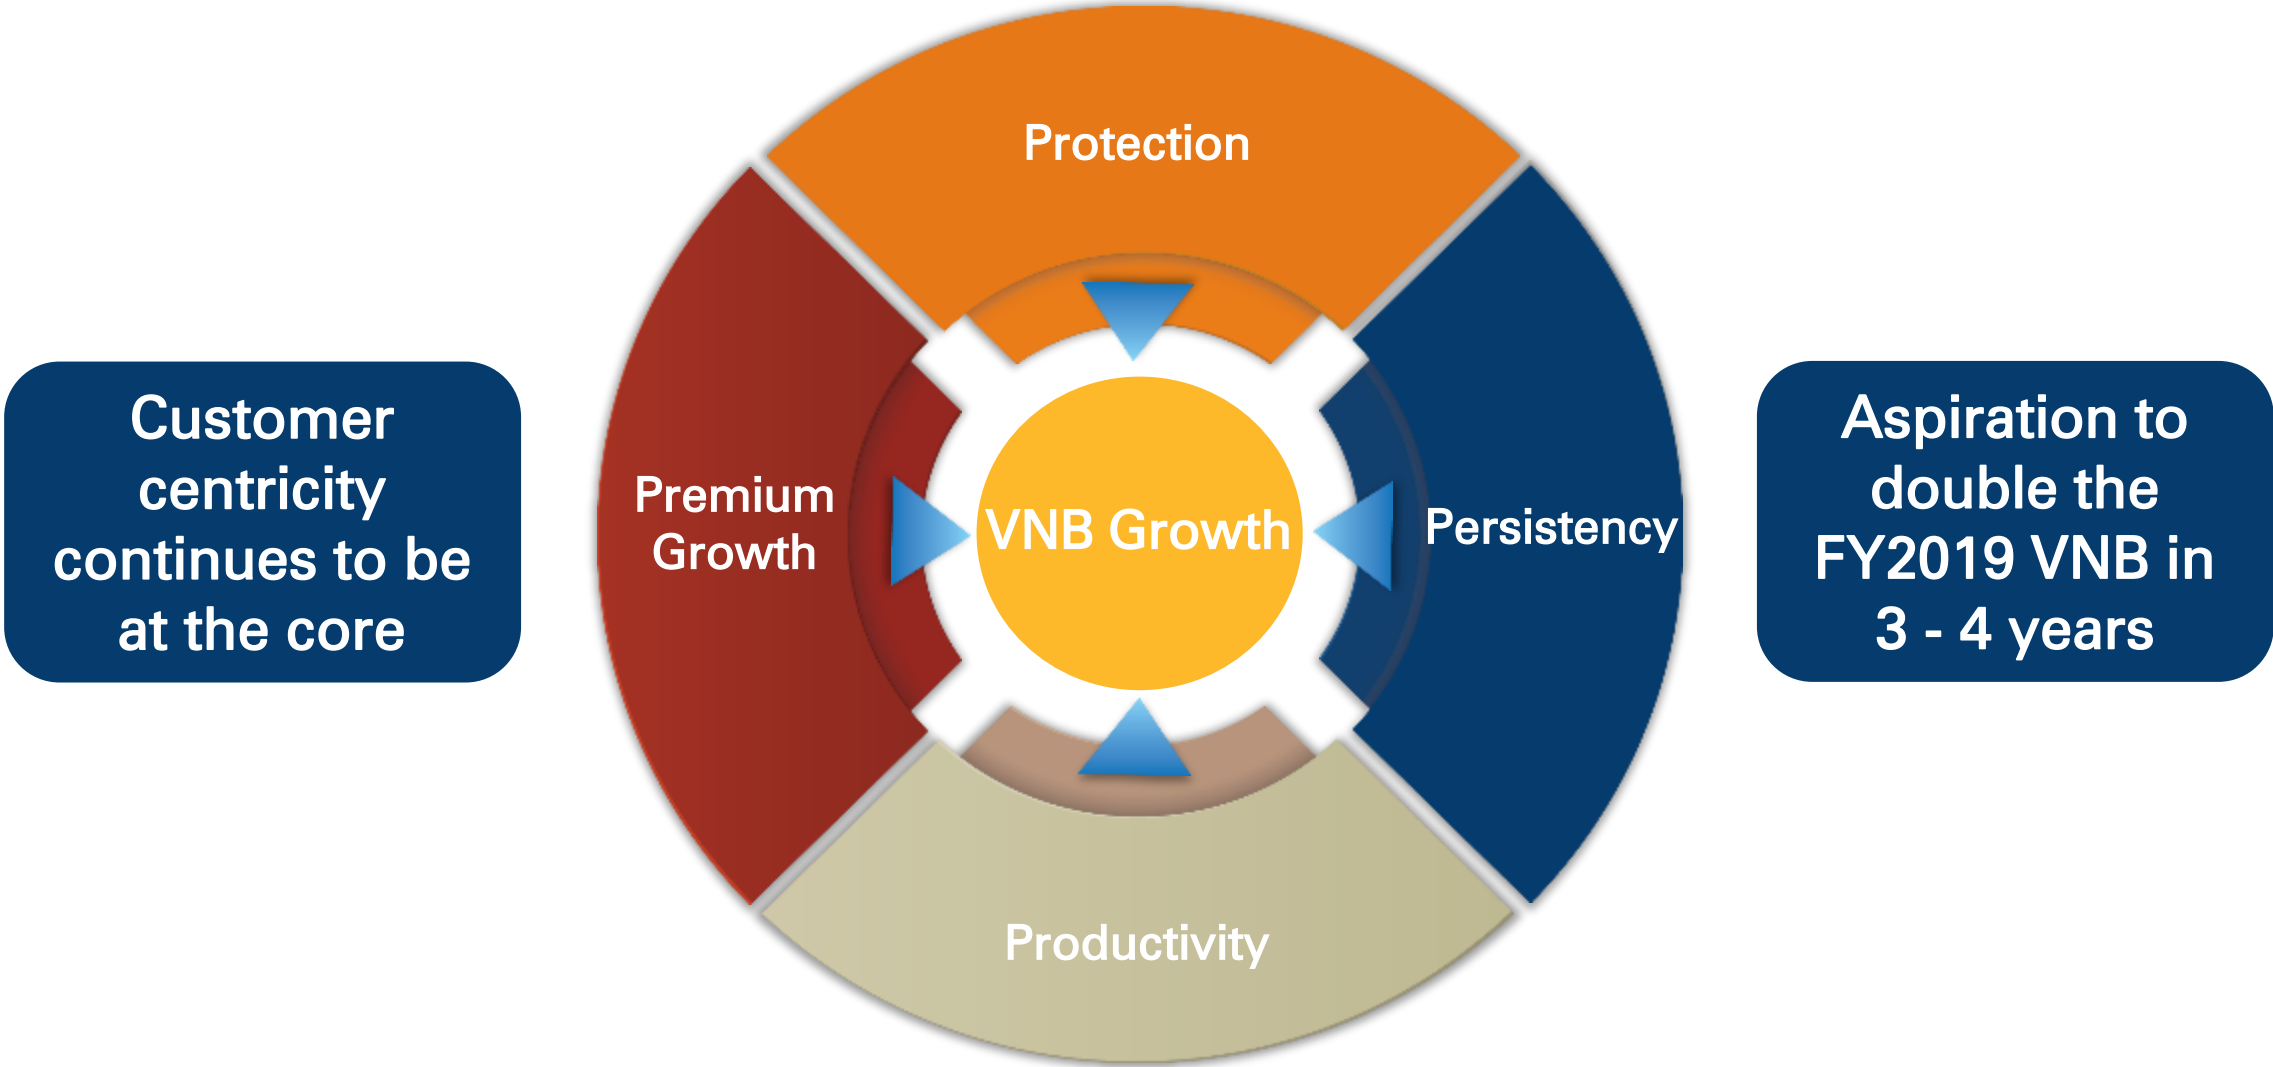 Protection
Customer
centricity
continues to be
at the core
Premium
Growth
VNB Growth
Persistency
Aspiration to
double the
FY2019 VNB in
3 - 4 years
Productivity